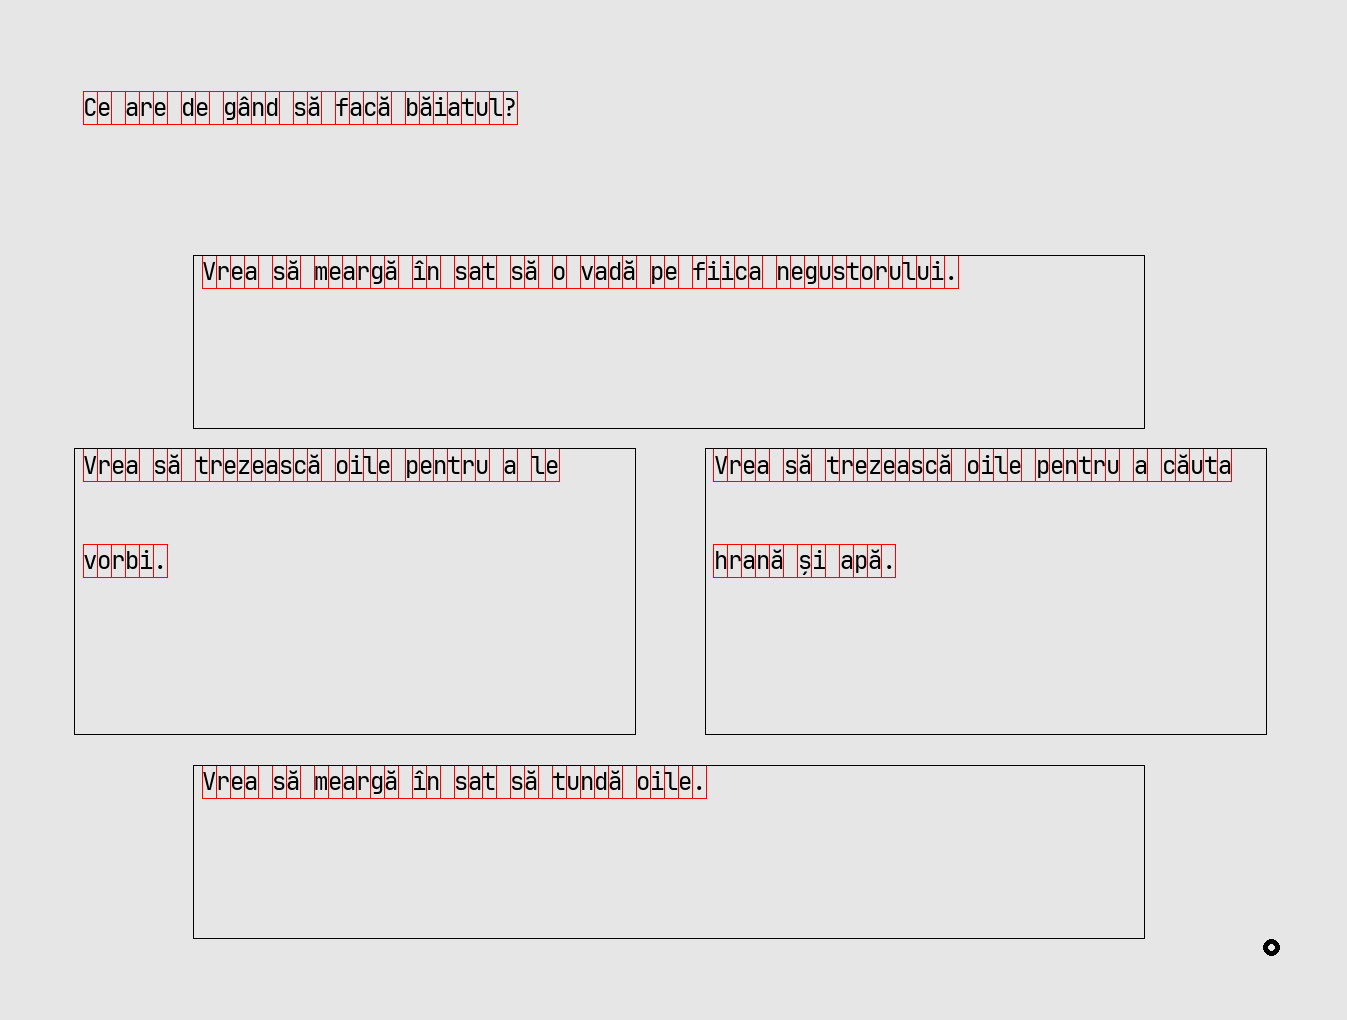 Ce are de gând să facă băiatul?
Vrea să meargă în sat să o vadă pe fiica negustorului.
Vrea să trezească oile pentru a le
vorbi.
Vrea să trezească oile pentru a căuta
hrană și apă.
Vrea să meargă în sat să tundă oile.